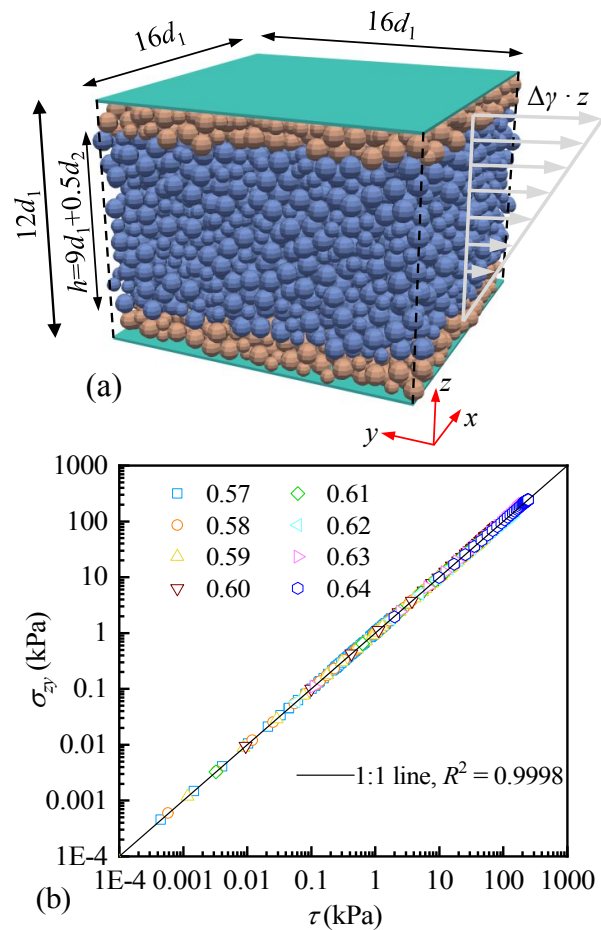 16d₁
16d₁
Δγ · z
12d₁
h=9d₁+0.5d₂
(a)
z
x
y
1000
100
10
1
0.1
0.01
0.001
1E-4
σzy (kPa)
0.57
0.58
0.59
0.60
0.61
0.62
0.63
0.64
1:1 line, R² = 0.9998
1E-4 0.001 0.01 0.1 1 10 100 1000
(b)
τ (kPa)